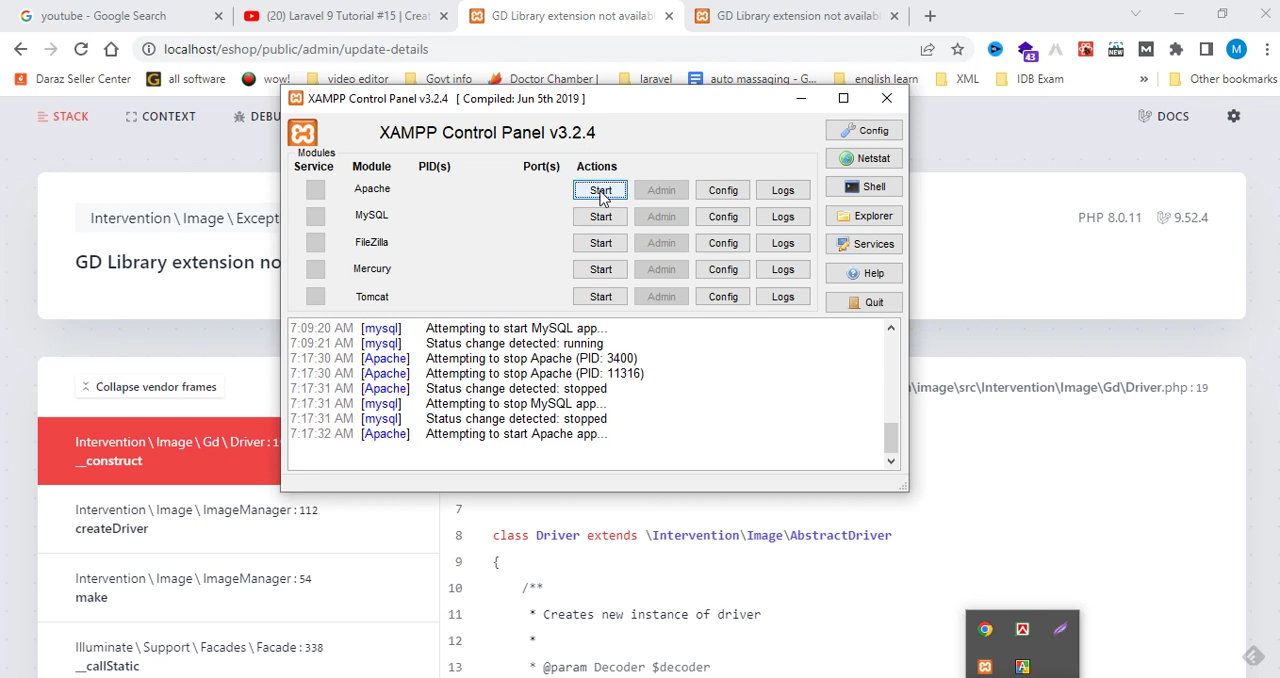 youtube - Google Search
(20) Laravel 9 Tutorial #15 | Creat
GD Library extension not availabl
GD Library extension not availabl
localhost/eshop/public/admin/update-details
43
NEW
M
M
Daraz Seller Center
G
all software
wow!
video editor
Govt info
Doctor Chamber |
laravel
auto massaging - G...
english learn
XML
IDB Exam
»
Other bookmarks
STACK
CONTEXT
DEBU
DOCS
XAMPP Control Panel v3.2.4 [ Compiled: Jun 5th 2019 ]
XAMPP Control Panel v3.2.4
Config
Modules
Service
Module
PID(s)
Port(s)
Actions
Netstat
Apache
Start
Admin
Config
Logs
Shell
MySQL
Start
Admin
Config
Logs
Explorer
FileZilla
Start
Admin
Config
Logs
Services
Mercury
Start
Admin
Config
Logs
Help
Tomcat
Start
Admin
Config
Logs
Quit
7:09:20 AM [mysql] Attempting to start MySQL app...
7:09:21 AM [mysql] Status change detected: running
7:17:30 AM [Apache] Attempting to stop Apache (PID: 3400)
7:17:30 AM [Apache] Attempting to stop Apache (PID: 11316)
7:17:31 AM [Apache] Status change detected: stopped
7:17:31 AM [mysql] Attempting to stop MySQL app...
7:17:31 AM [mysql] Status change detected: stopped
7:17:32 AM [Apache] Attempting to start Apache app...
Intervention \ Image \ Except
PHP 8.0.11
9.52.4
GD Library extension no
Collapse vendor frames
\image\src\Intervention\Image\Gd\Driver.php : 19
Intervention \ Image \ Gd \ Driver : 1
__construct
Intervention \ Image \ ImageManager : 112
createDriver
Intervention \ Image \ ImageManager : 54
make
Illuminate \ Support \ Facades \ Facade : 338
__callStatic
7
8 class Driver extends \Intervention\Image\AbstractDriver
9 {
10 /**
11 * Creates new instance of driver
12 *
13 * @param Decoder $decoder